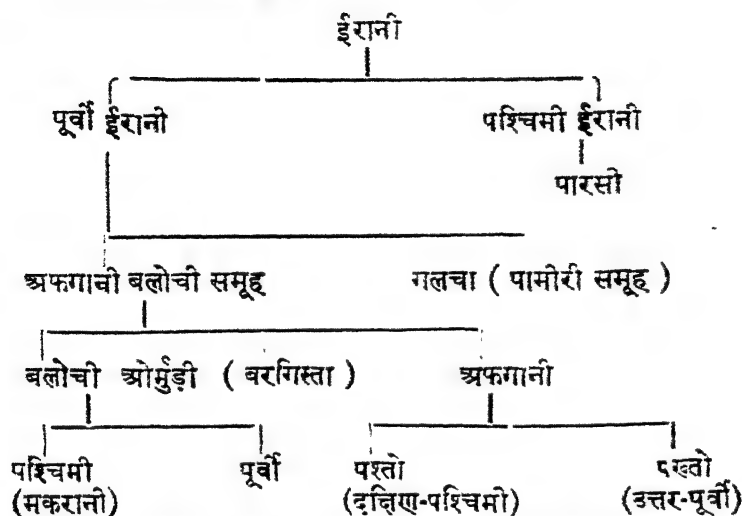 ईरानी
पूर्वी ईरानी पश्चिमी ईरानी
पारसी
अफगानी बलोची समूह गलचा ( पामीरी समूह )
बलोची ओर्मुड़ी ( बरगिस्ता ) अफगानी
पश्चिमी पूर्वी पश्तो पख्तो
(मकरानी) (दक्षिण-पश्चिमी) (उत्तर-पूर्वी)